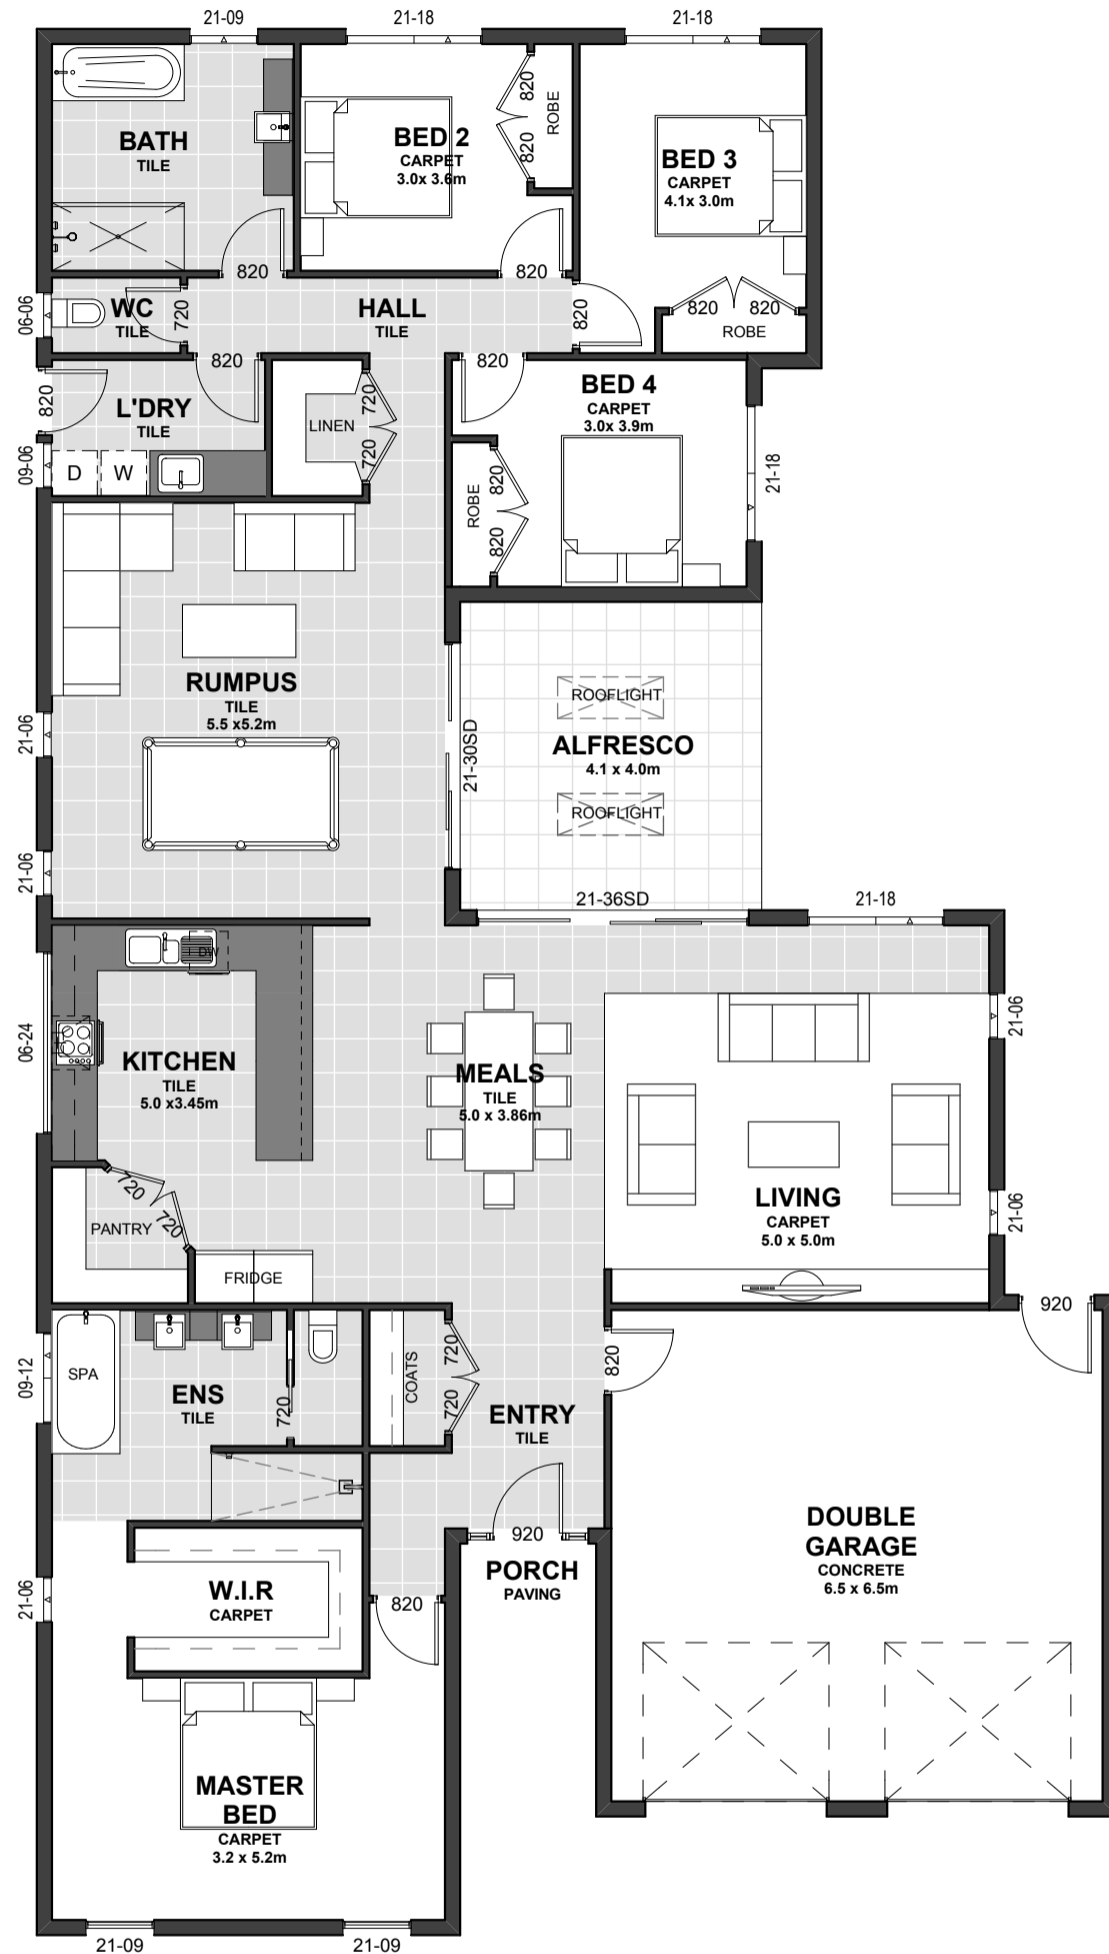 21-09
21-18
21-18
BATH
TILE
BED 2
CARPET
3.0x 3.6m
820
820
ROBE
BED 3
CARPET
4.1x 3.0m
820
820
820
820
820
ROBE
06-06
WC
TILE
720
HALL
TILE
820
820
820
820
L'DRY
TILE
LINEN
720
720
BED 4
CARPET
3.0x 3.9m
09-06
D
W
ROBE
820
820
21-18
RUMPUS
TILE
5.5 x5.2m
21-06
21-06
21-30SD
ROOFLIGHT
ALFRESCO
4.1 x 4.0m
ROOFLIGHT
21-36SD
21-18
DW
06-24
KITCHEN
TILE
5.0 x3.45m
MEALS
TILE
5.0 x 3.86m
21-06
21-06
LIVING
CARPET
5.0 x 5.0m
720
720
PANTRY
FRIDGE
920
09-12
SPA
ENS
TILE
720
COATS
720
720
820
ENTRY
TILE
920
PORCH
PAVING
DOUBLE
GARAGE
CONCRETE
6.5 x 6.5m
21-06
W.I.R
CARPET
820
MASTER
BED
CARPET
3.2 x 5.2m
21-09
21-09